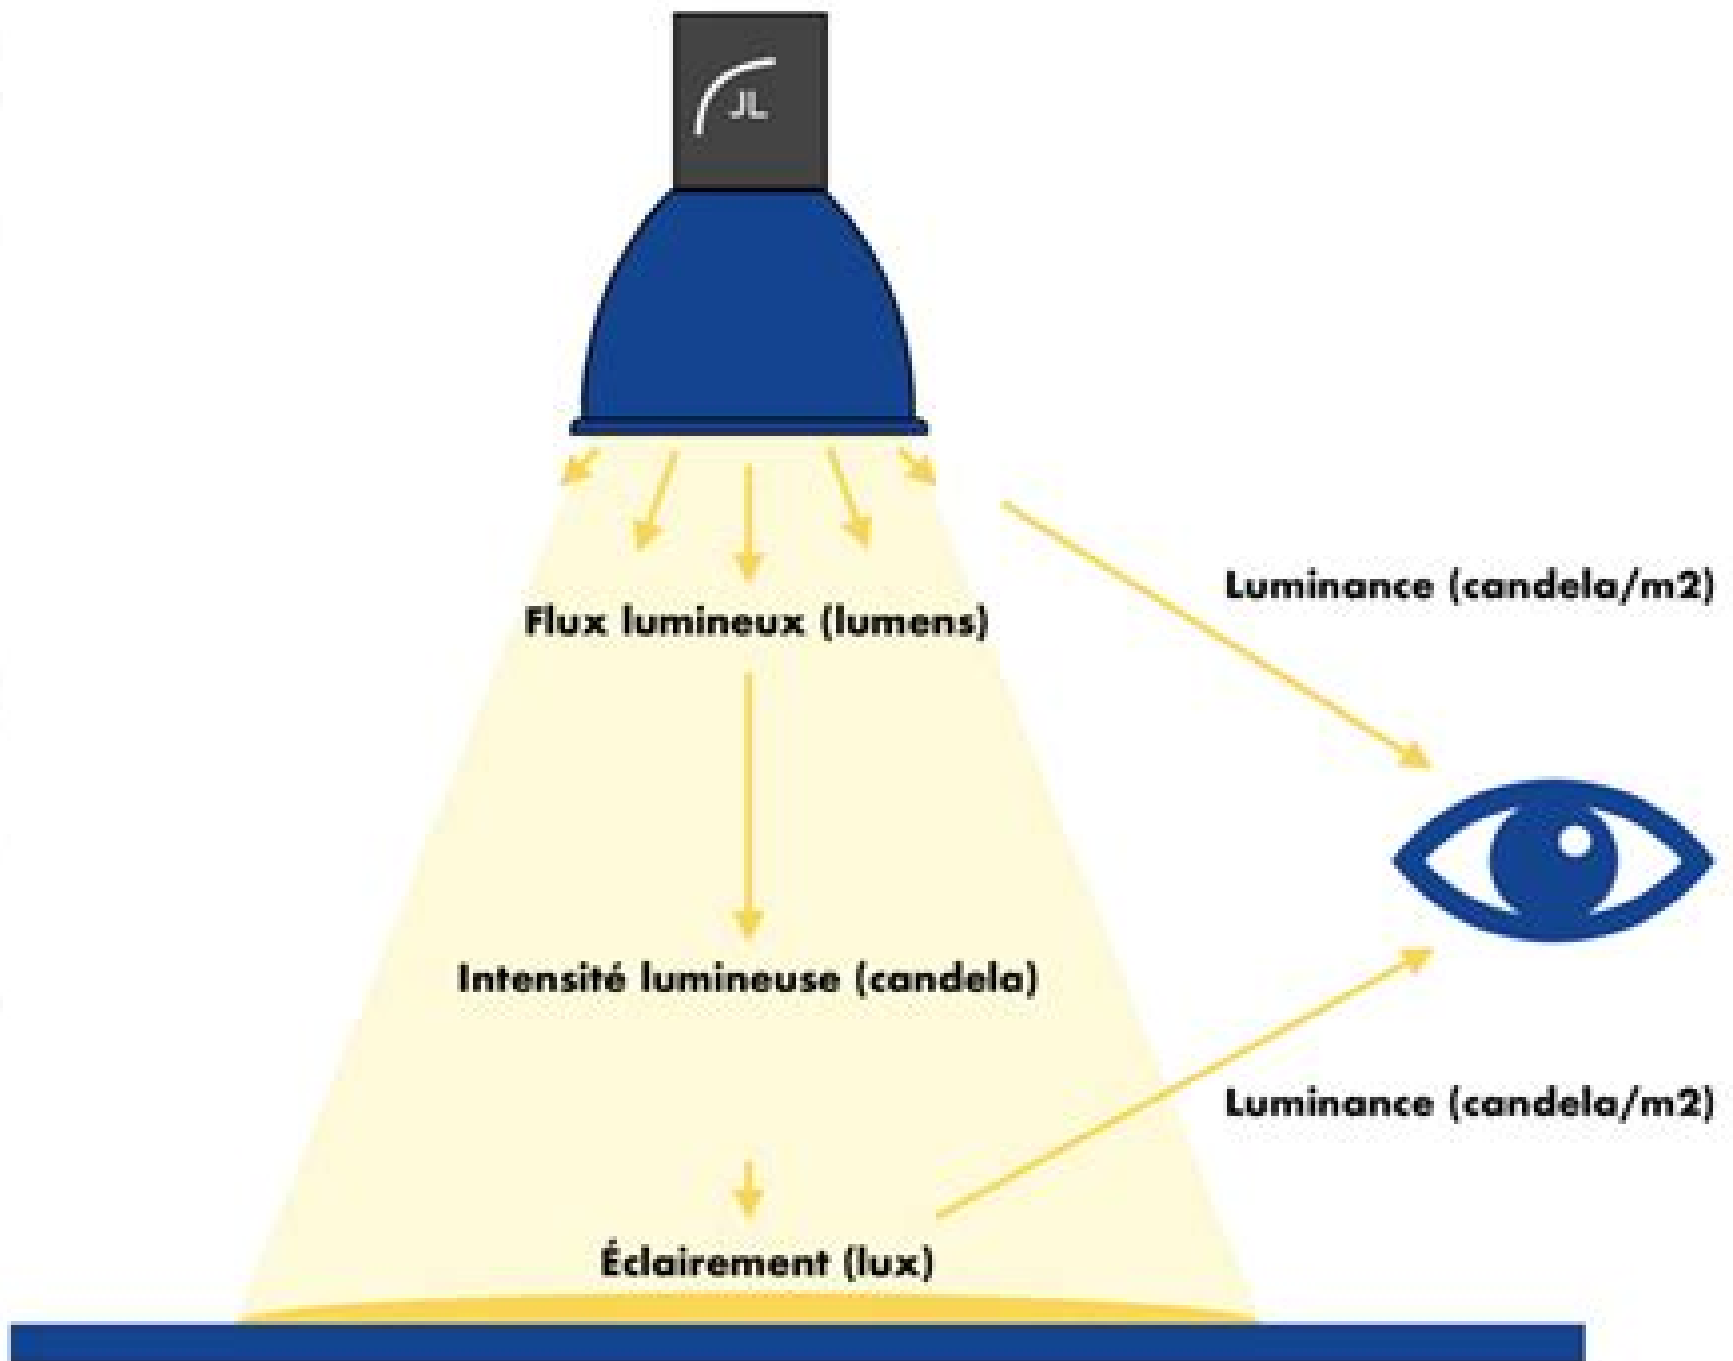 JL
Flux lumineux (lumens)
Luminance (candela/m2)
Intensité lumineuse (candela)
Luminance (candela/m2)
Éclairement (lux)